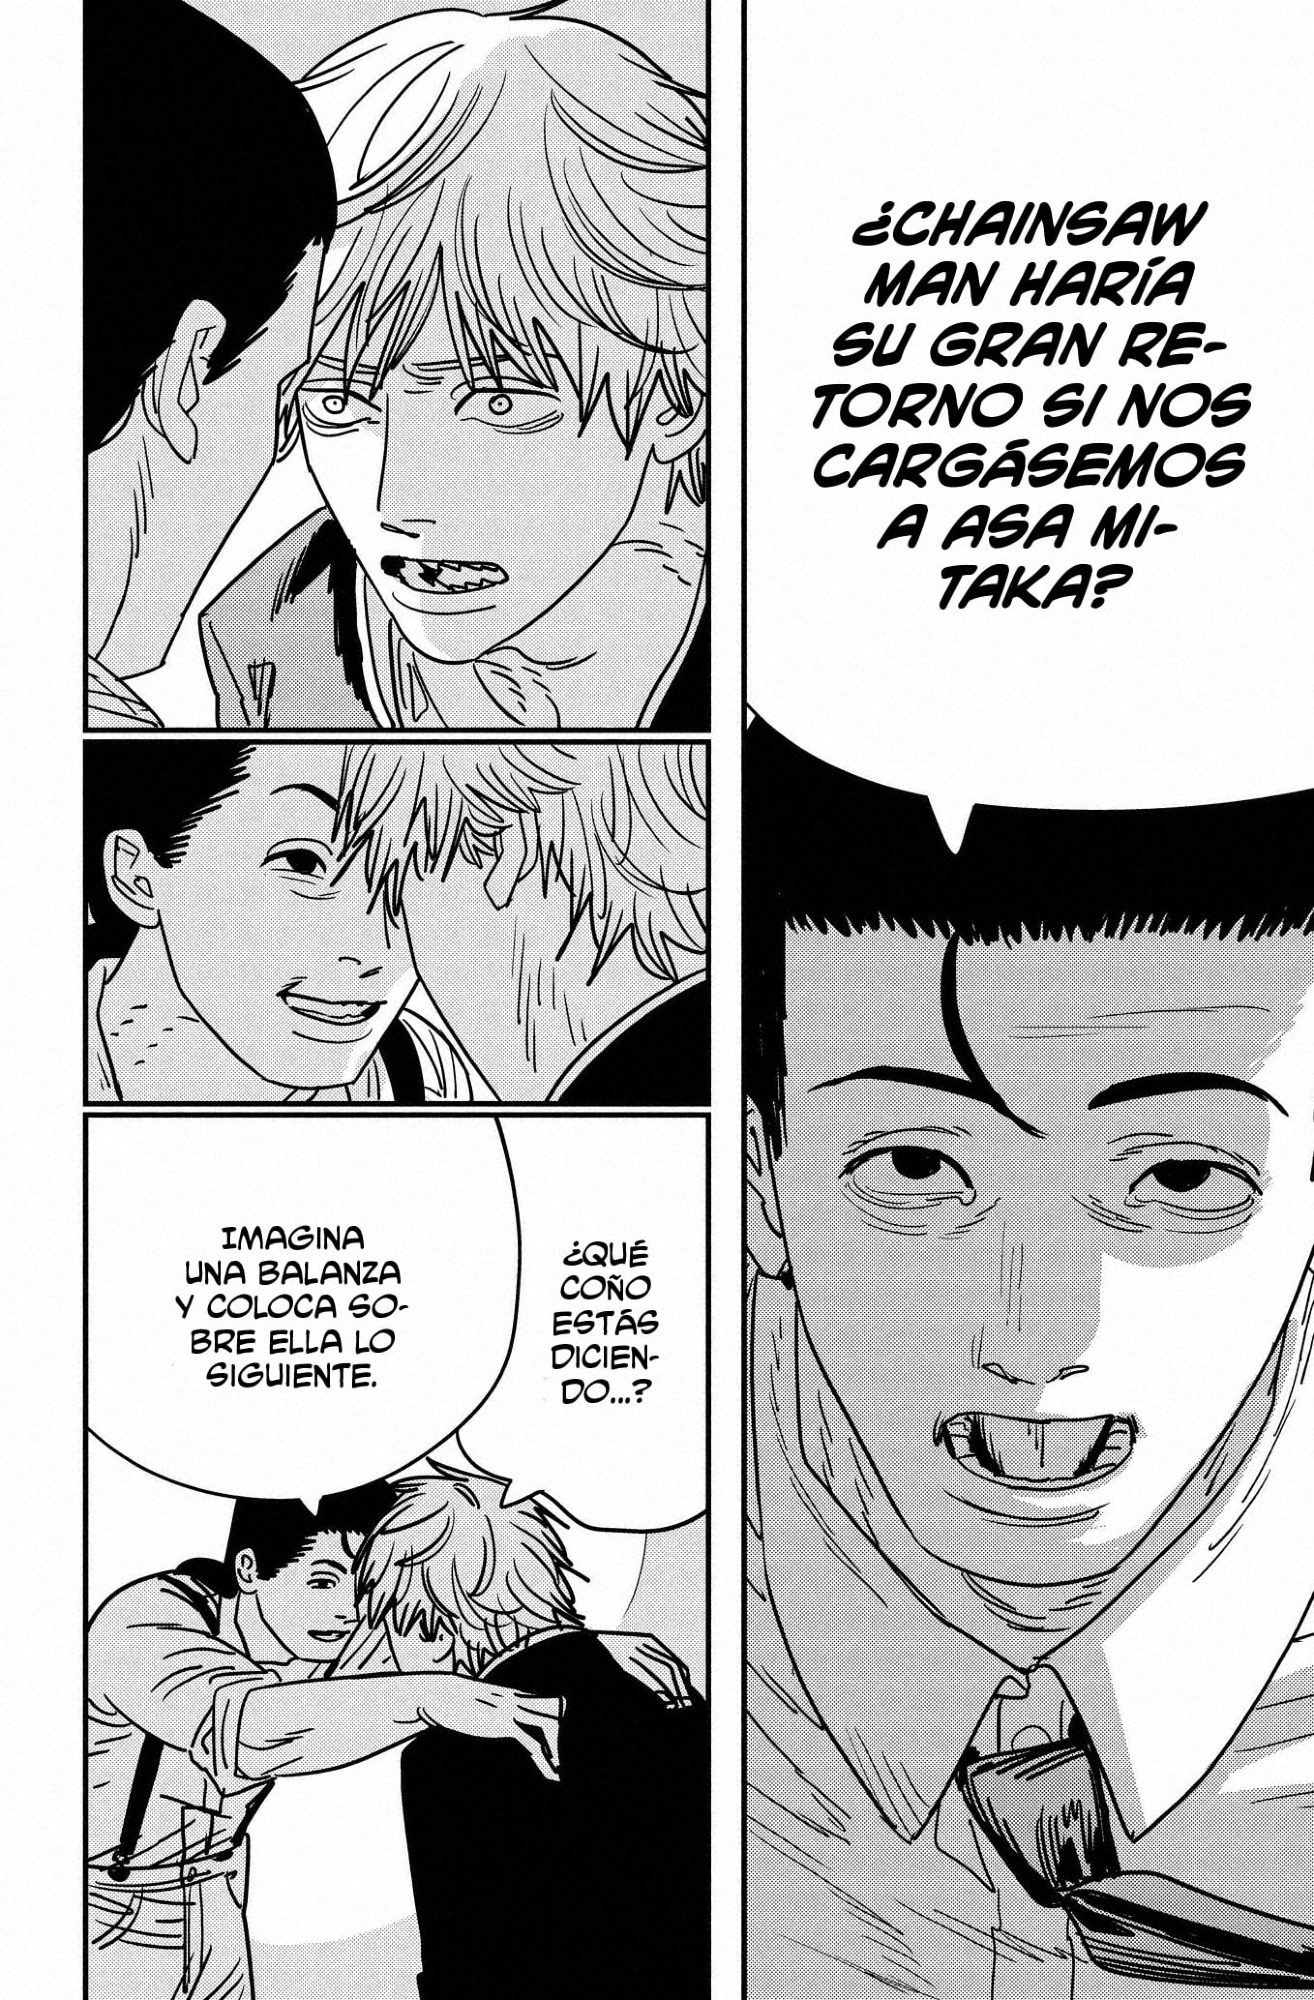 ¿CHAINSAW
MAN HARÍA
SU GRAN RE-
TORNO SI NOS
CARGÁSEMOS
A ASA MI-
TAKA?
¿QUÉ
COÑO
ESTÁS
DICIEN-
DO...?
IMAGINA
UNA BALANZA
Y COLOCA SO-
BRE ELLA LO
SIGUIENTE.